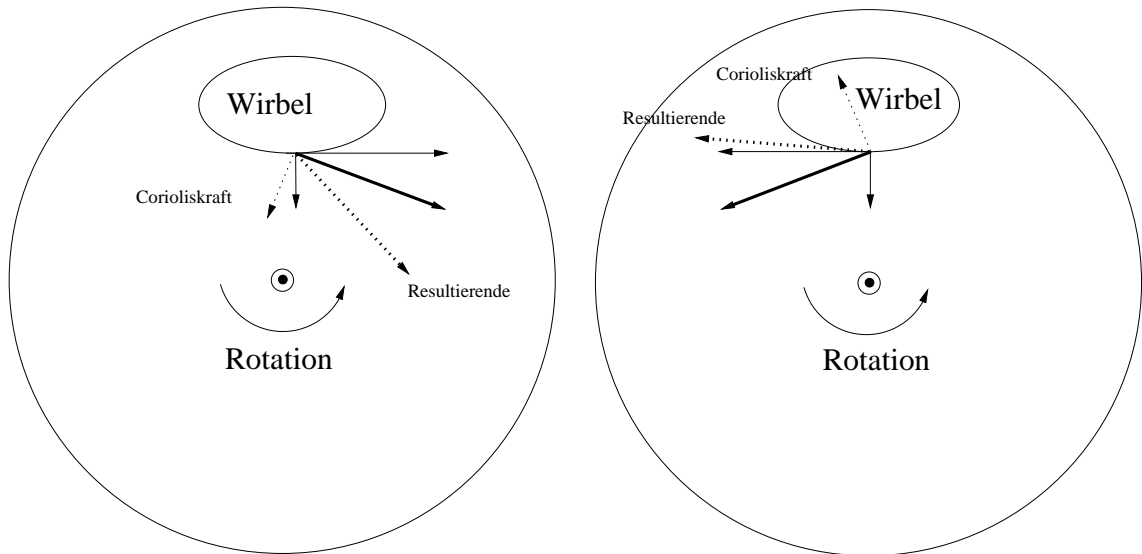 Wirbel
Corioliskraft
Resultierende
Rotation
Corioliskraft
Wirbel
Resultierende
Rotation